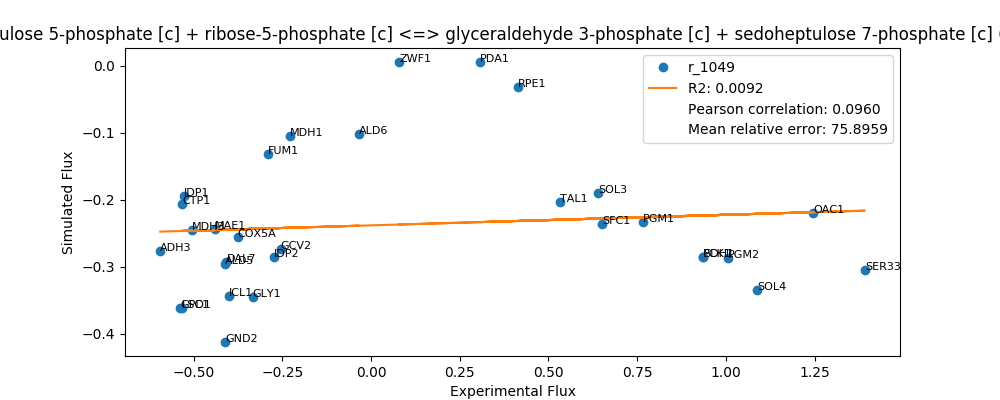 ulose 5-phosphate [c] + ribose-5-phosphate [c] <=> glyceraldehyde 3-phosphate [c] + sedoheptulose 7-phosphate [c]
r_1049
R2: 0.0092
Pearson correlation: 0.0960
Mean relative error: 75.8959
Simulated Flux
0.0
−0.1
−0.2
−0.3
−0.4
ZWF1
PDA1
RPE1
MDH1
ALD6
FUM1
IDP1
CTP1
SOL3
TAL1
OAC1
SFC1
PGM1
MAE1
COX5A
ADH3
GCV2
IDP2
DAL7
ALD5
PGM2
SER33
SOL4
ICL1
GLY1
GND2
−0.50
−0.25
0.00
0.25
0.50
0.75
1.00
1.25
Experimental Flux